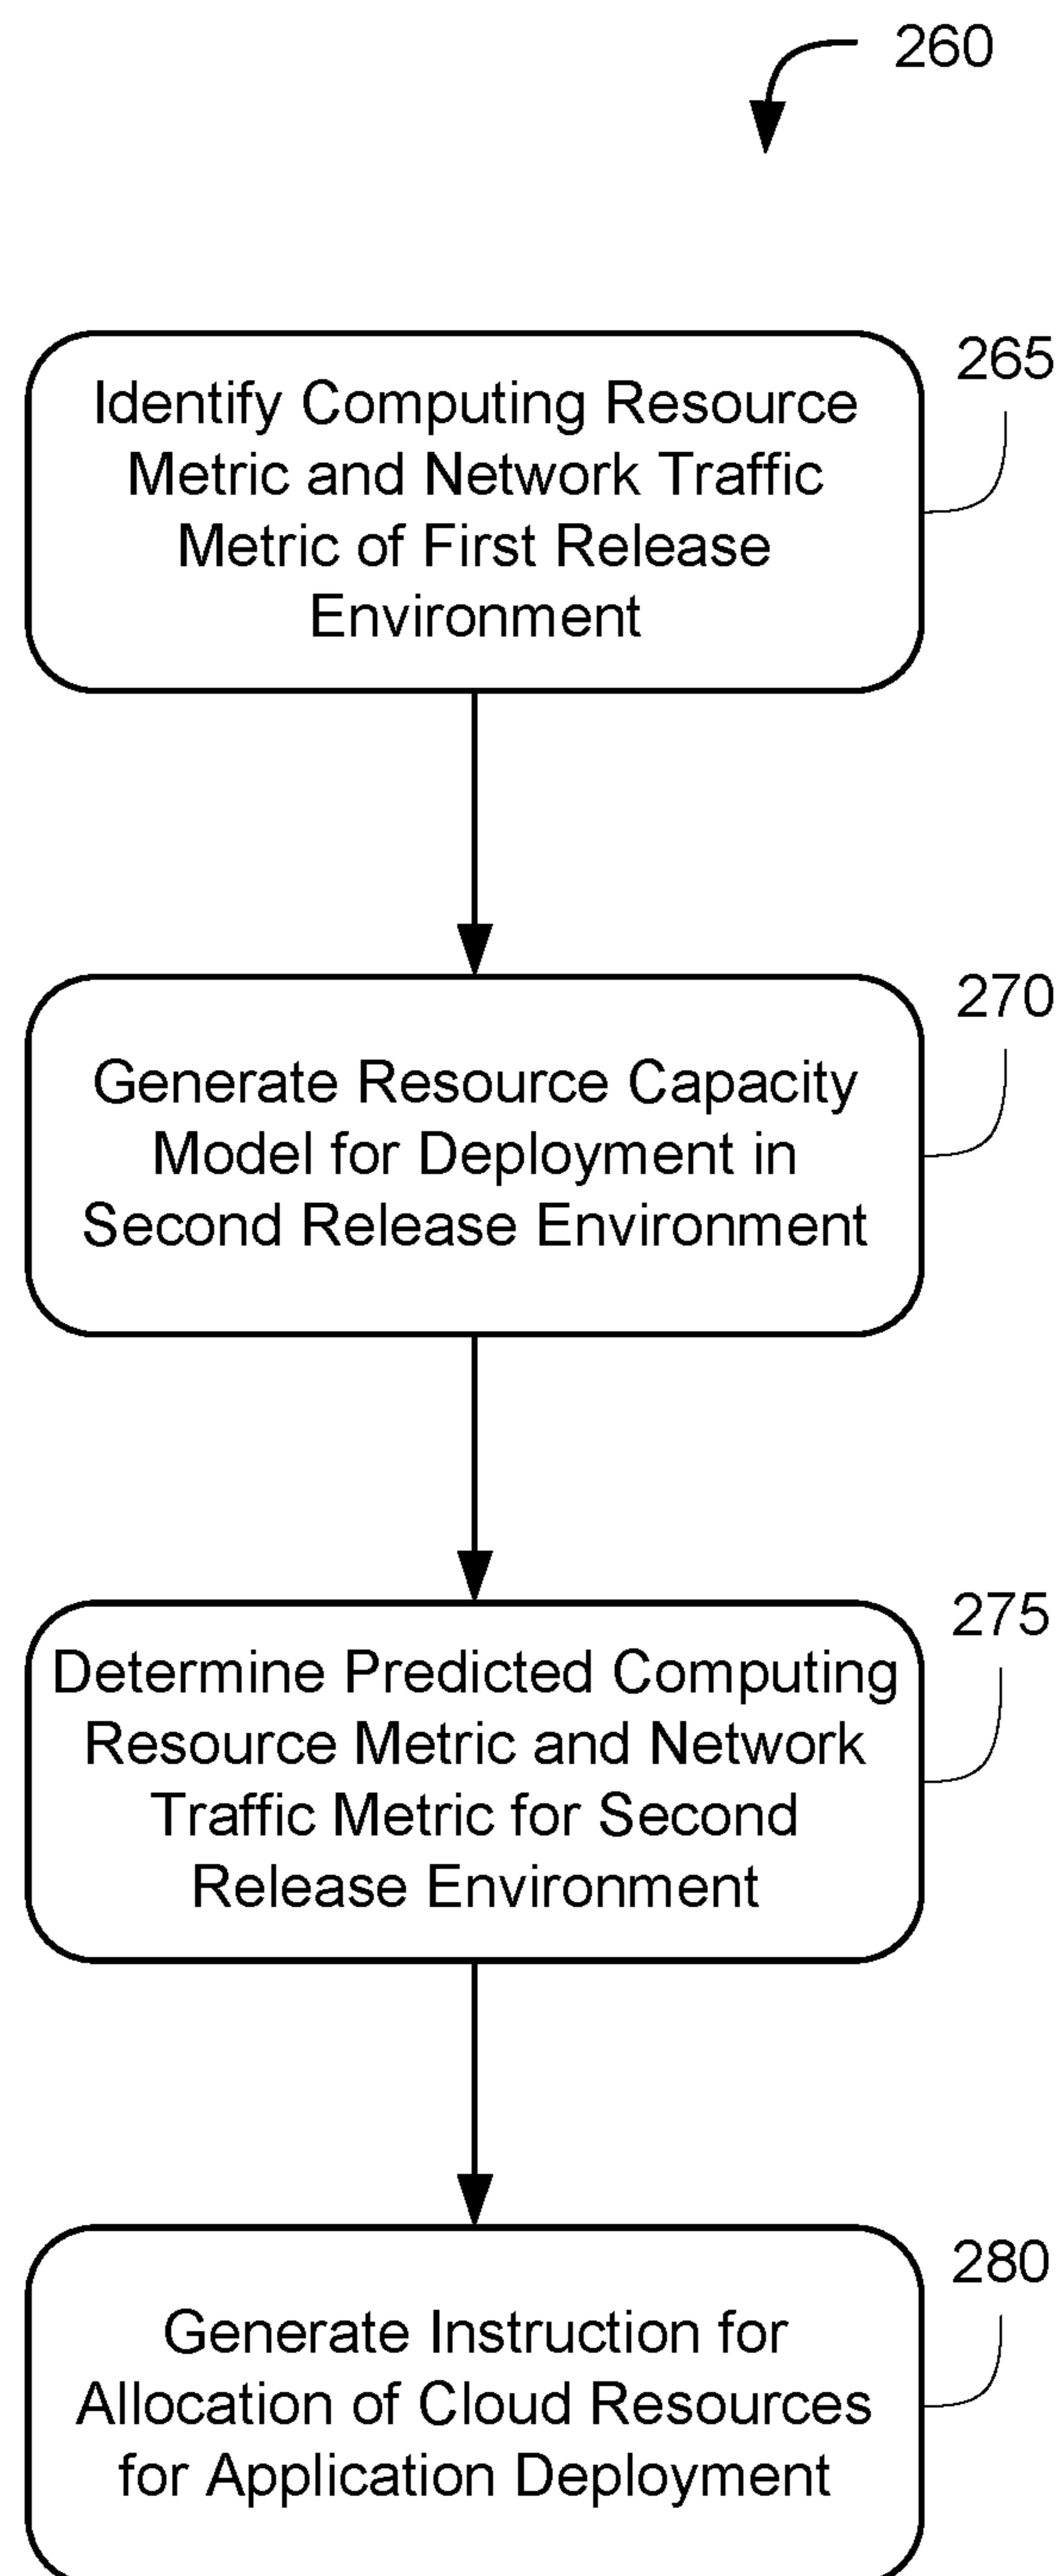 260
265
Identify Computing Resource
Metric and Network Traffic
Metric of First Release
Environment
270
Generate Resource Capacity
Model for Deployment in
Second Release Environment
275
Determine Predicted Computing
Resource Metric and Network
Traffic Metric for Second
Release Environment
280
Generate Instruction for
Allocation of Cloud Resources
for Application Deployment